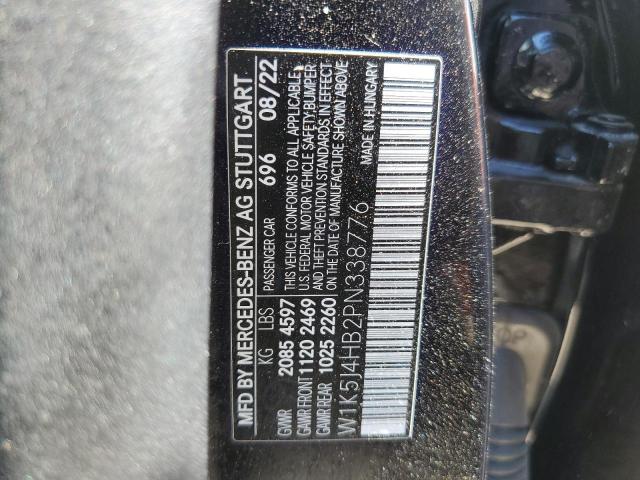 MFD BY MERCEDES-BENZ AG STUTTGART
KG LBS PASSENGER CAR 696 08/22
GWR 2085 4597 THIS VEHICLE CONFORMS TO ALL APPLICABLE
GAWR FRONT 1120 2469 U.S. FEDERAL MOTOR VEHICLE SAFETY, BUMPER,
GAWR REAR 1025 2260 AND THEFT PREVENTION STANDARDS IN EFFECT
ON THE DATE OF MANUFACTURE SHOWN ABOVE.
MADE IN HUNGARY
W1K5J4HB2PN338776